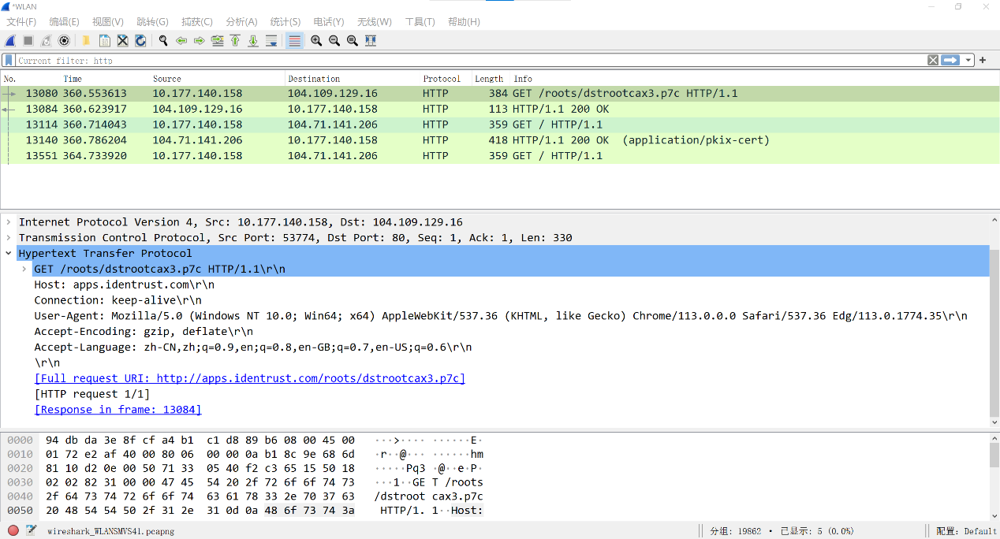 *WLAN
文件(F) 编辑(E) 视图(V) 跳转(G) 捕获(C) 分析(A) 统计(S) 电话(Y) 无线(W) 工具(T) 帮助(H)
Current filter: http
No. Time Source Destination Protocol Length Info
13080 360.553613 10.177.140.158 104.109.129.16 HTTP 384 GET /roots/dstrootcax3.p7c HTTP/1.1
13084 360.623917 104.109.129.16 10.177.140.158 HTTP 113 HTTP/1.1 200 OK
13114 360.714043 10.177.140.158 104.71.141.206 HTTP 359 GET / HTTP/1.1
13140 360.786204 104.71.141.206 10.177.140.158 HTTP 418 HTTP/1.1 200 OK  (application/pkix-cert)
13551 364.733920 10.177.140.158 104.71.141.206 HTTP 359 GET / HTTP/1.1
Internet Protocol Version 4, Src: 10.177.140.158, Dst: 104.109.129.16
Transmission Control Protocol, Src Port: 53774, Dst Port: 80, Seq: 1, Ack: 1, Len: 330
Hypertext Transfer Protocol
GET /roots/dstrootcax3.p7c HTTP/1.1\r\n
Host: apps.identrust.com\r\n
Connection: keep-alive\r\n
User-Agent: Mozilla/5.0 (Windows NT 10.0; Win64; x64) AppleWebKit/537.36 (KHTML, like Gecko) Chrome/113.0.0.0 Safari/537.36 Edg/113.0.1774.35\r\n
Accept-Encoding: gzip, deflate\r\n
Accept-Language: zh-CN,zh;q=0.9,en;q=0.8,en-GB;q=0.7,en-US;q=0.6\r\n
\r\n
[Full request URI: http://apps.identrust.com/roots/dstrootcax3.p7c]
[HTTP request 1/1]
[Response in frame: 13084]
0000 94 db da 3e 8f cf a4 b1 c1 d8 89 b6 08 00 45 00 ···>···· ······E·
0010 01 72 e2 af 40 00 80 06 00 00 0a b1 8c 9e 68 6d ·r··@··· ······hm
0020 81 10 d2 0e 00 50 71 33 05 40 f2 c3 65 15 50 18 ·····Pq3 ·@··e·P·
0030 02 02 82 31 00 00 47 45 54 20 2f 72 6f 6f 74 73 ···1··GE T /roots
0040 2f 64 73 74 72 6f 6f 74 63 61 78 33 2e 70 37 63 /dstroot cax3.p7c
0050 20 48 54 54 50 2f 31 2e 31 0d 0a 48 6f 73 74 3a HTTP/1. 1··Host:
wireshark_WLANSMVS41.pcapng 分组: 19862 · 已显示: 5 (0.0%) 配置: Default